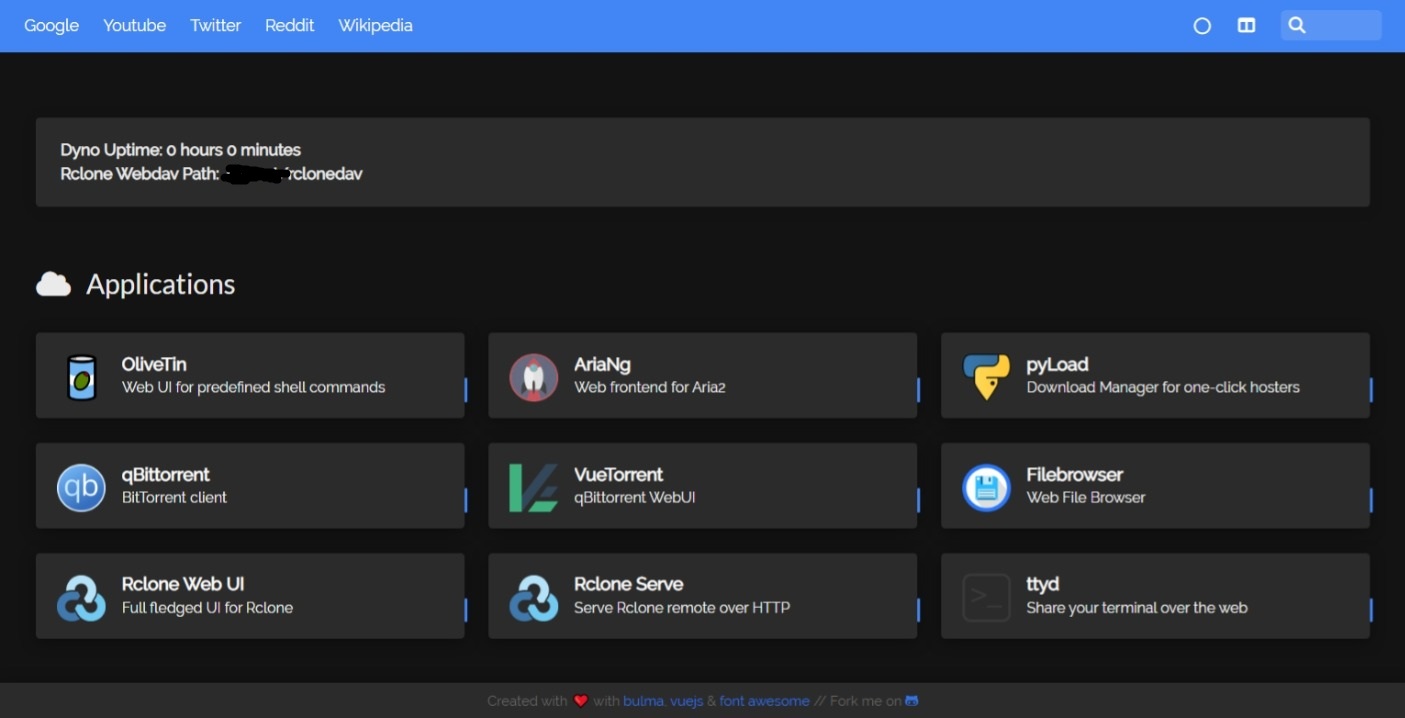 Google Youtube Twitter Reddit Wikipedia
Dyno Uptime: 0 hours 0 minutes
Rclone Webdav Path: rclonedav
Applications
OliveTin
Web UI for predefined shell commands
AriaNg
Web frontend for Aria2
pyLoad
Download Manager for one-click hosters
qb
qBittorrent
BitTorrent client
VueTorrent
qBittorrent WebUI
Filebrowser
Web File Browser
Rclone Web UI
Full fledged UI for Rclone
Rclone Serve
Serve Rclone remote over HTTP
>_
ttyd
Share your terminal over the web
Created with ❤️ with bulma, vuejs & font awesome // Fork me on